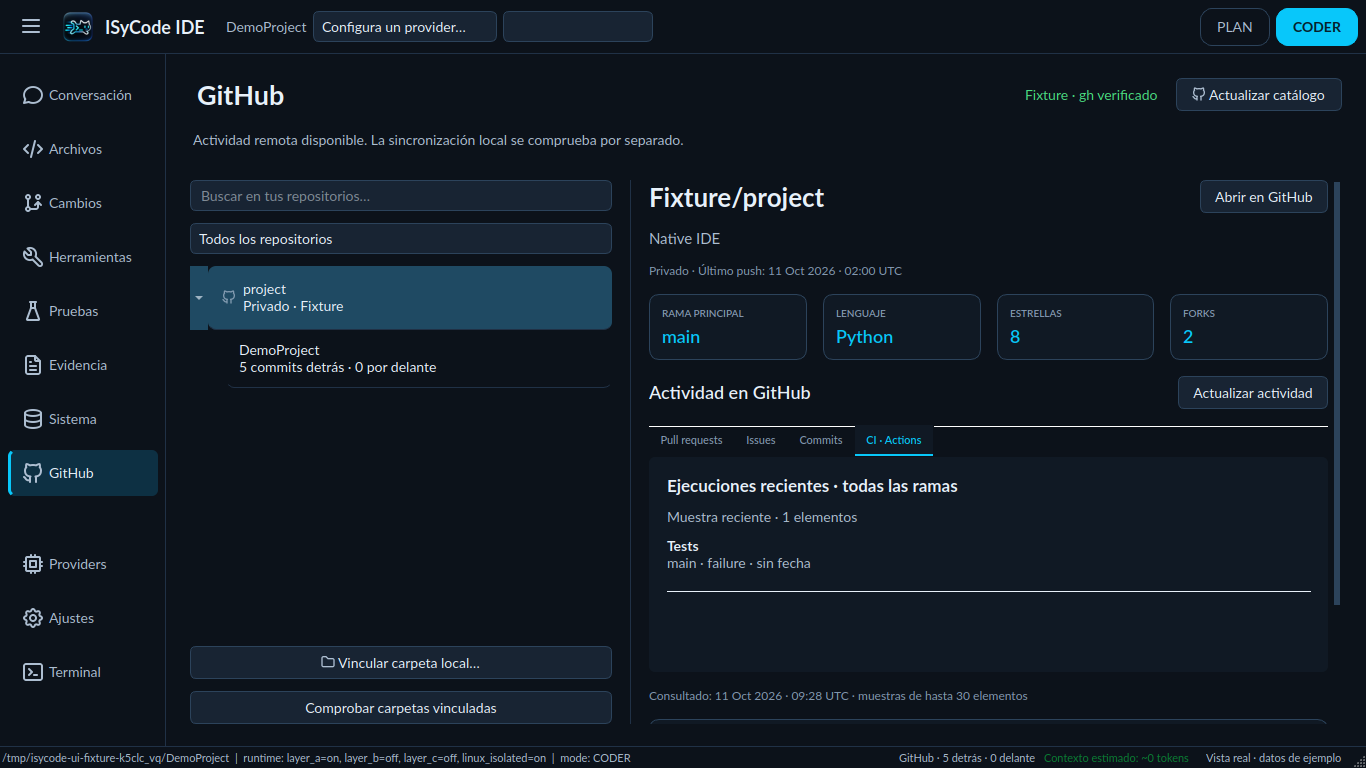 ISyCode IDE
DemoProject
Configura un provider...
PLAN
CODER
Conversación
Archivos
Cambios
Herramientas
Pruebas
Evidencia
Sistema
GitHub
Providers
Ajustes
Terminal
GitHub
Fixture · gh verificado
Actualizar catálogo
Actividad remota disponible. La sincronización local se comprueba por separado.
Buscar en tus repositorios...
Todos los repositorios
project
Privado · Fixture
DemoProject
5 commits detrás · 0 por delante
Vincular carpeta local...
Comprobar carpetas vinculadas
Fixture/project
Abrir en GitHub
Native IDE
Privado · Último push: 11 Oct 2026 · 02:00 UTC
RAMA PRINCIPAL
main
LENGUAJE
Python
ESTRELLAS
8
FORKS
2
Actividad en GitHub
Actualizar actividad
Pull requests
Issues
Commits
CI · Actions
Ejecuciones recientes · todas las ramas
Muestra reciente · 1 elementos
Tests
main · failure · sin fecha
Consultado: 11 Oct 2026 · 09:28 UTC · muestras de hasta 30 elementos
/tmp/isycode-ui-fixture-k5clc_vq/DemoProject | runtime: layer_a=on, layer_b=off, layer_c=off, linux_isolated=on | mode: CODER
GitHub · 5 detrás · 0 delante
Contexto estimado: ~0 tokens
Vista real · datos de ejemplo